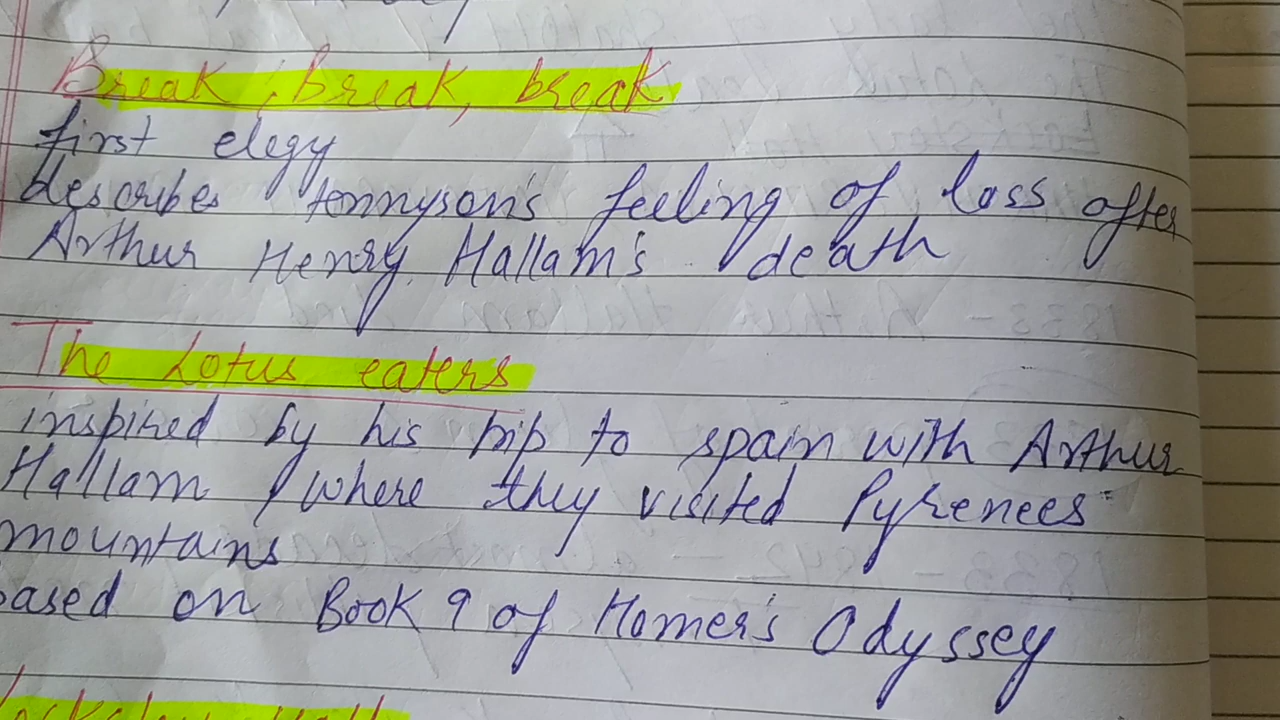 Break, Break, break
first elegy
describes tennyson's feeling of loss after
Arthur Henry Hallam's death
The Lotus eaters
inspired by his trip to spain with Arthur
Hallam where they visited Pyrenees
mountains
based on Book 9 of Homer's Odyssey